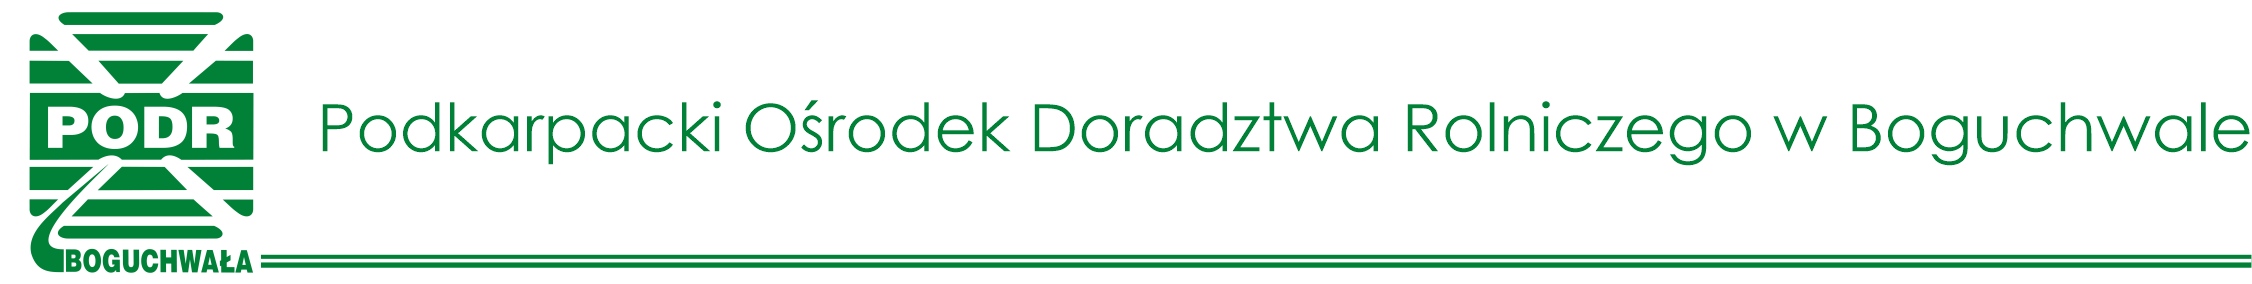 PODR
BOGUCHWAŁA
Podkarpacki Ośrodek Doradztwa Rolniczego w Boguchwale